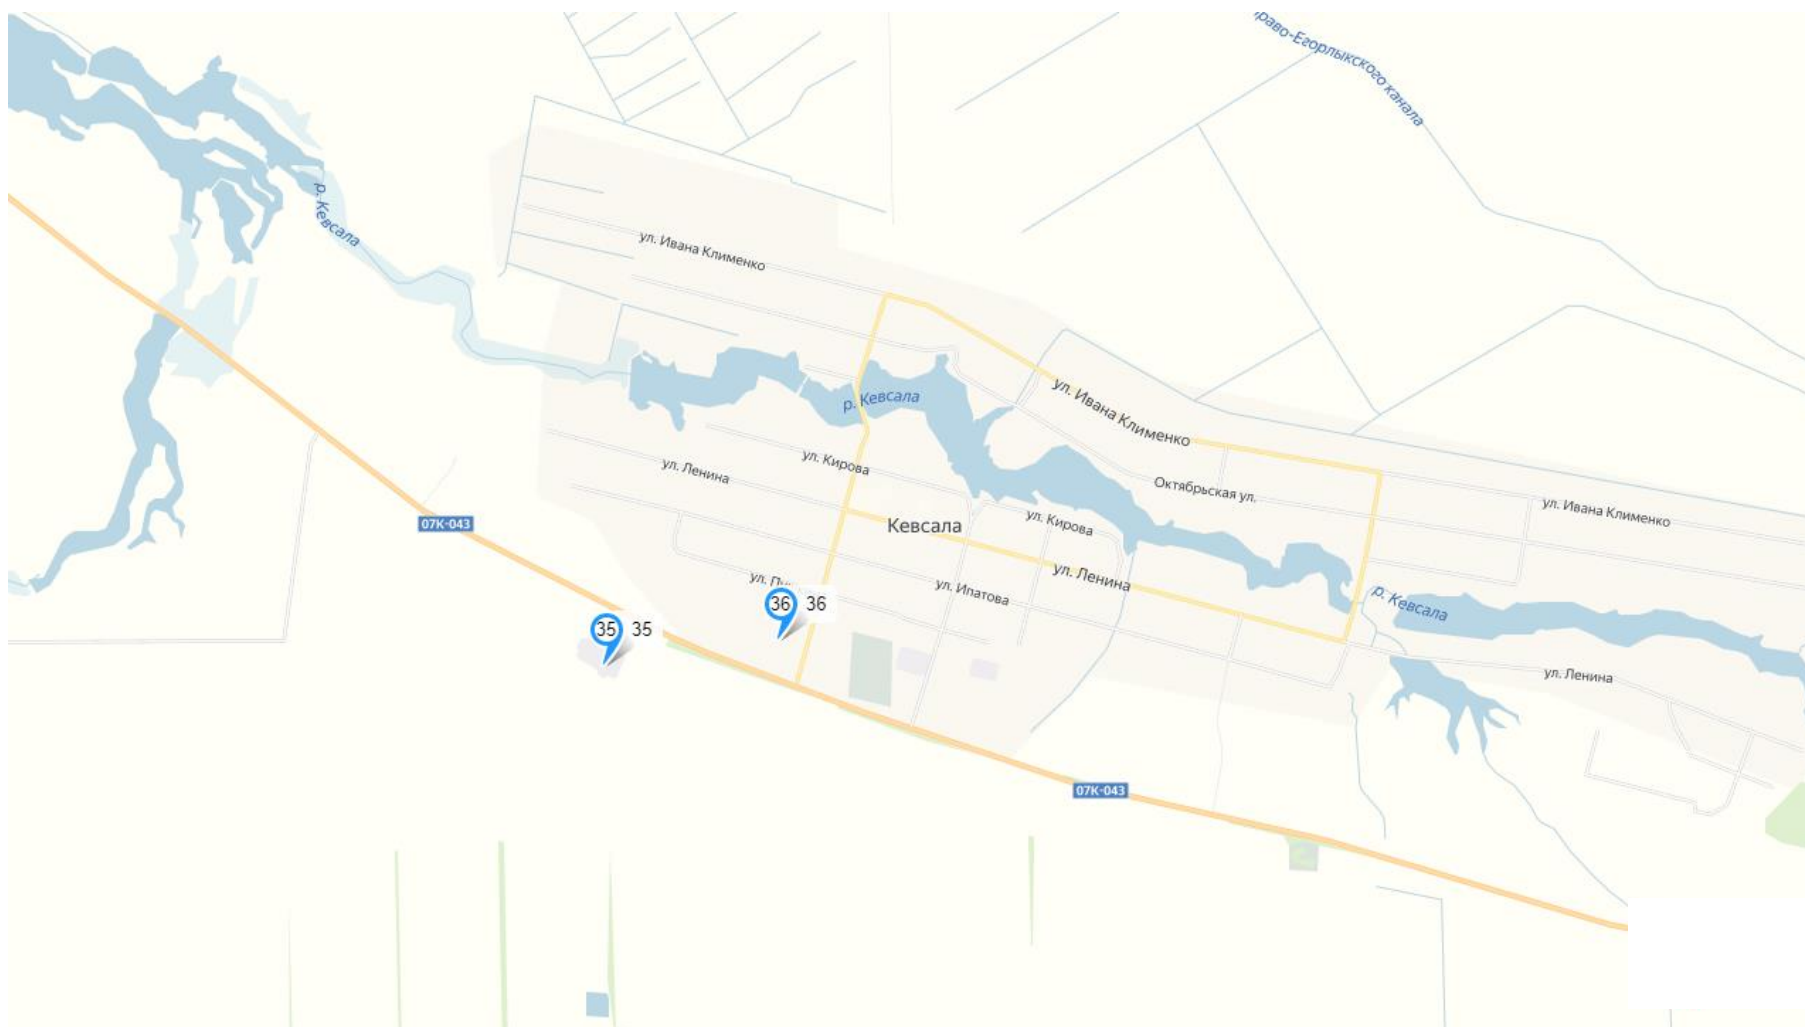 право-Егорлыкского канала
р. Кевсала
ул. Ивана Клименко
ул. Ивана Клименко
р. Кевсала
ул. Кирова
ул. Ленина
Октябрьская ул.
ул. Ивана Клименко
07К-043
Кевсала
ул. Кирова
ул. Ленина
ул. Ипатова
р. Кевсала
36 36
35 35
ул. Ленина
07К-043